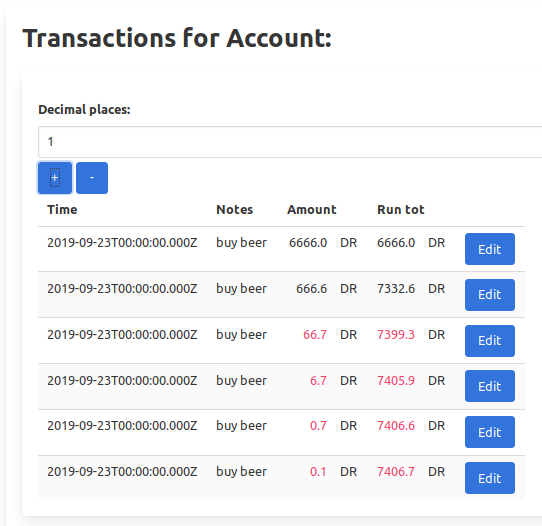 Transactions for Account:
Decimal places:
1
+ -
Time Notes Amount Run tot
2019-09-23T00:00:00.000Z buy beer 6666.0 DR 6666.0 DR Edit
2019-09-23T00:00:00.000Z buy beer 666.6 DR 7332.6 DR Edit
2019-09-23T00:00:00.000Z buy beer 66.7 DR 7399.3 DR Edit
2019-09-23T00:00:00.000Z buy beer 6.7 DR 7405.9 DR Edit
2019-09-23T00:00:00.000Z buy beer 0.7 DR 7406.6 DR Edit
2019-09-23T00:00:00.000Z buy beer 0.1 DR 7406.7 DR Edit